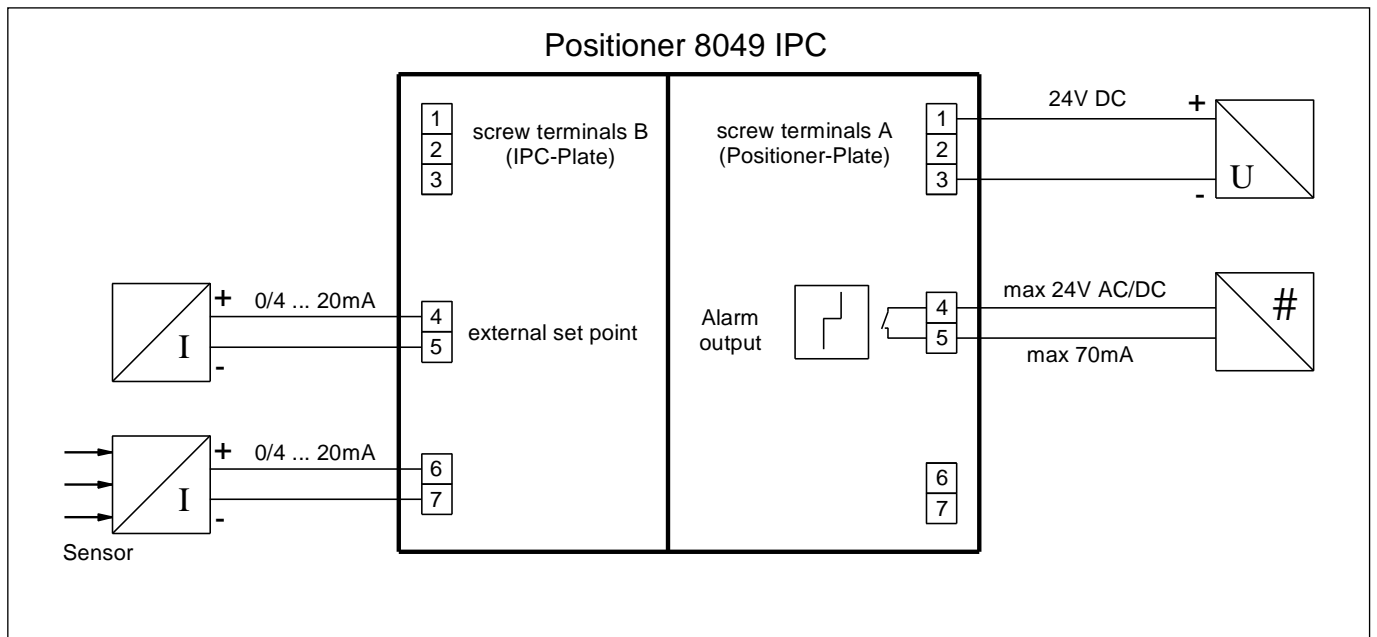 Positioner 8049 IPC
1
2
3
screw terminals B
(IPC-Plate)
screw terminals A
(Positioner-Plate)
1
2
3
24V DC
+
-
U
I
+
-
0/4 ... 20mA
4
5
external set point
Alarm
output
4
5
max 24V AC/DC
max 70mA
#
I
+
-
0/4 ... 20mA
6
7
6
7
Sensor